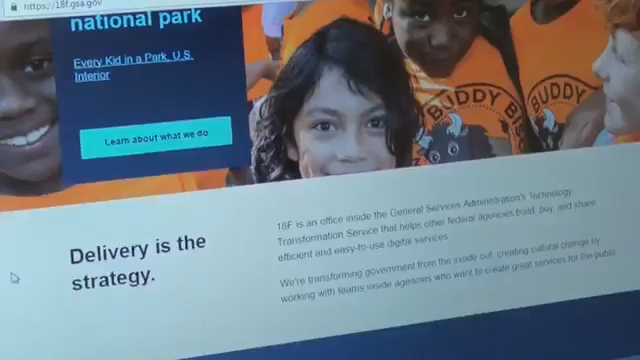 https://18f.gsa.gov
national park
Every Kid in a Park, U.S.
Interior
Learn about what we do
BUDDY BIS
BUDDY
Delivery is the
strategy.
18F is an office inside the General Services Administration's Technology
Transformation Service that helps other federal agencies build, buy, and share
efficient and easy-to-use digital services
We're transforming government from the inside out, creating cultural change by
working with teams inside agencies who want to create great services for the public